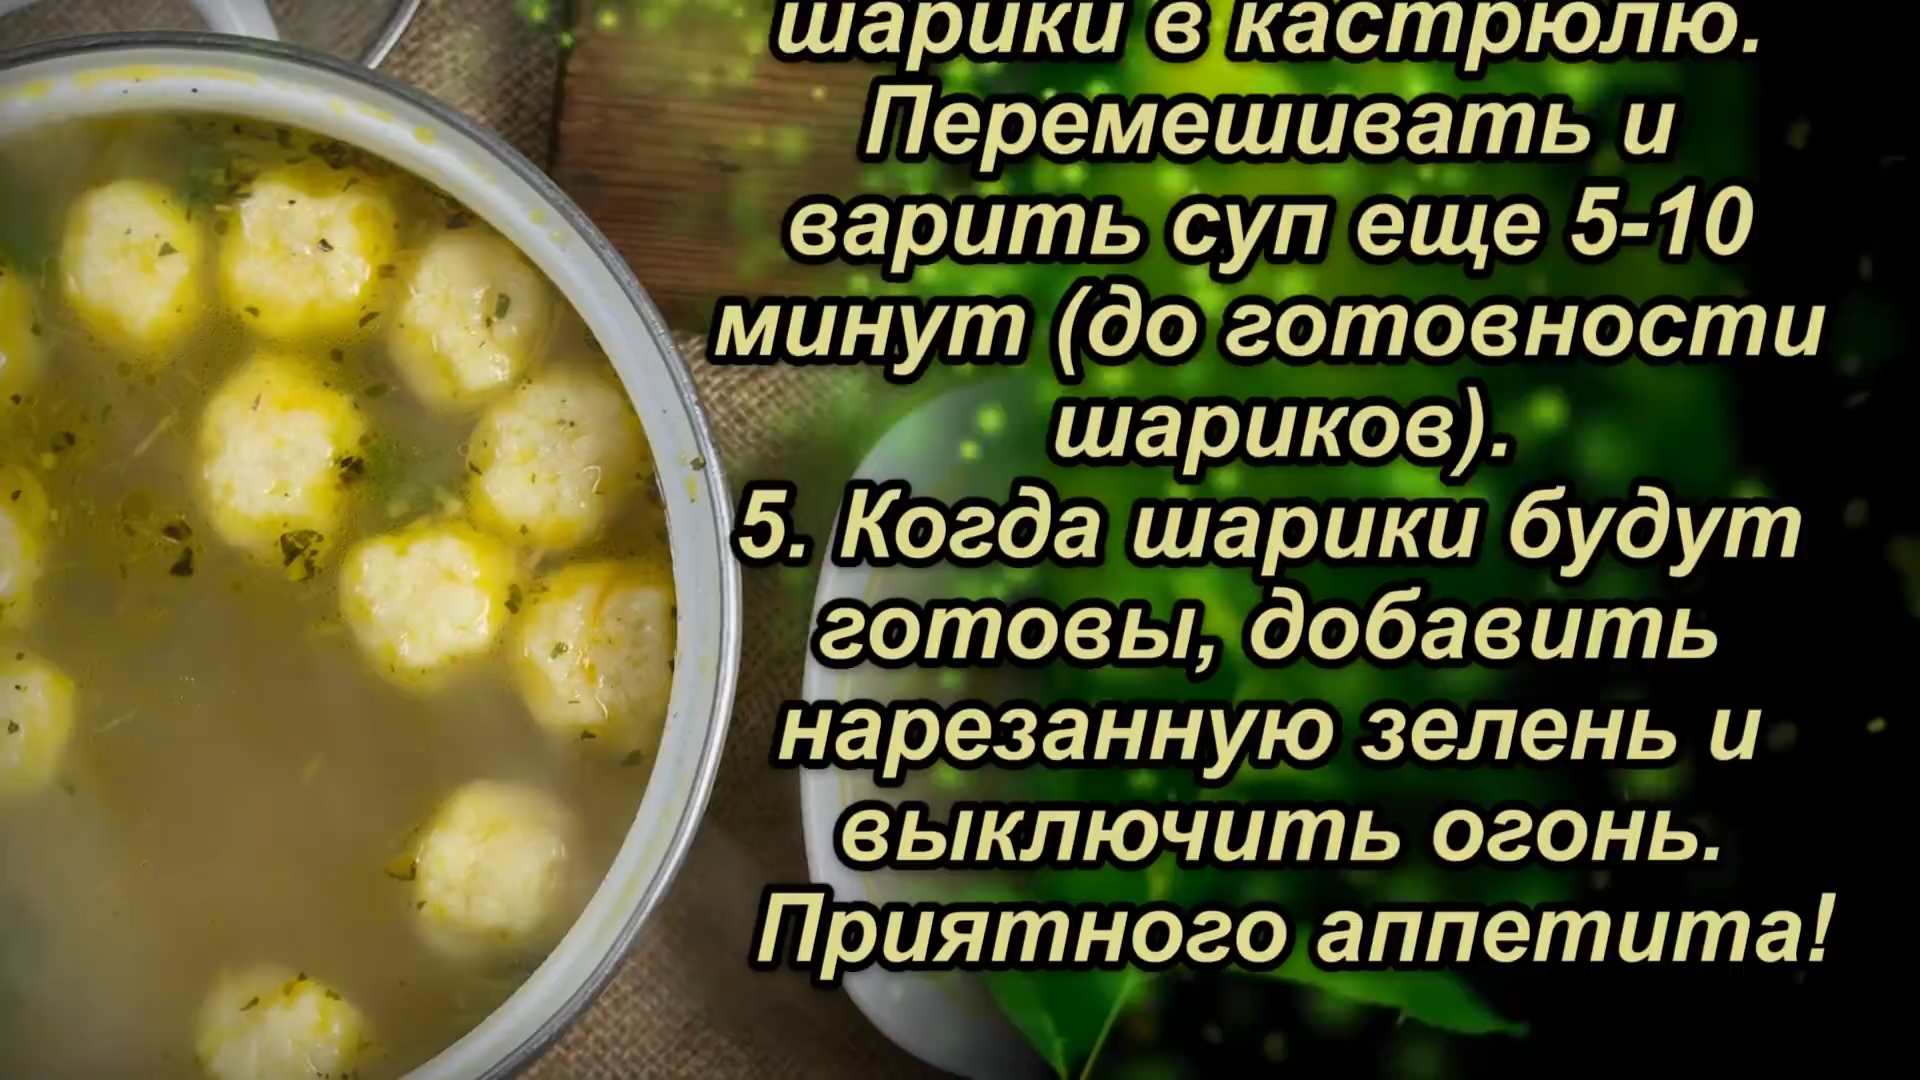 шарики в кастрюлю.
Перемешивать и
варить суп еще 5-10
минут (до готовности
шариков).
5. Когда шарики будут
готовы, добавить
нарезанную зелень и
выключить огонь.
Приятного аппетита!